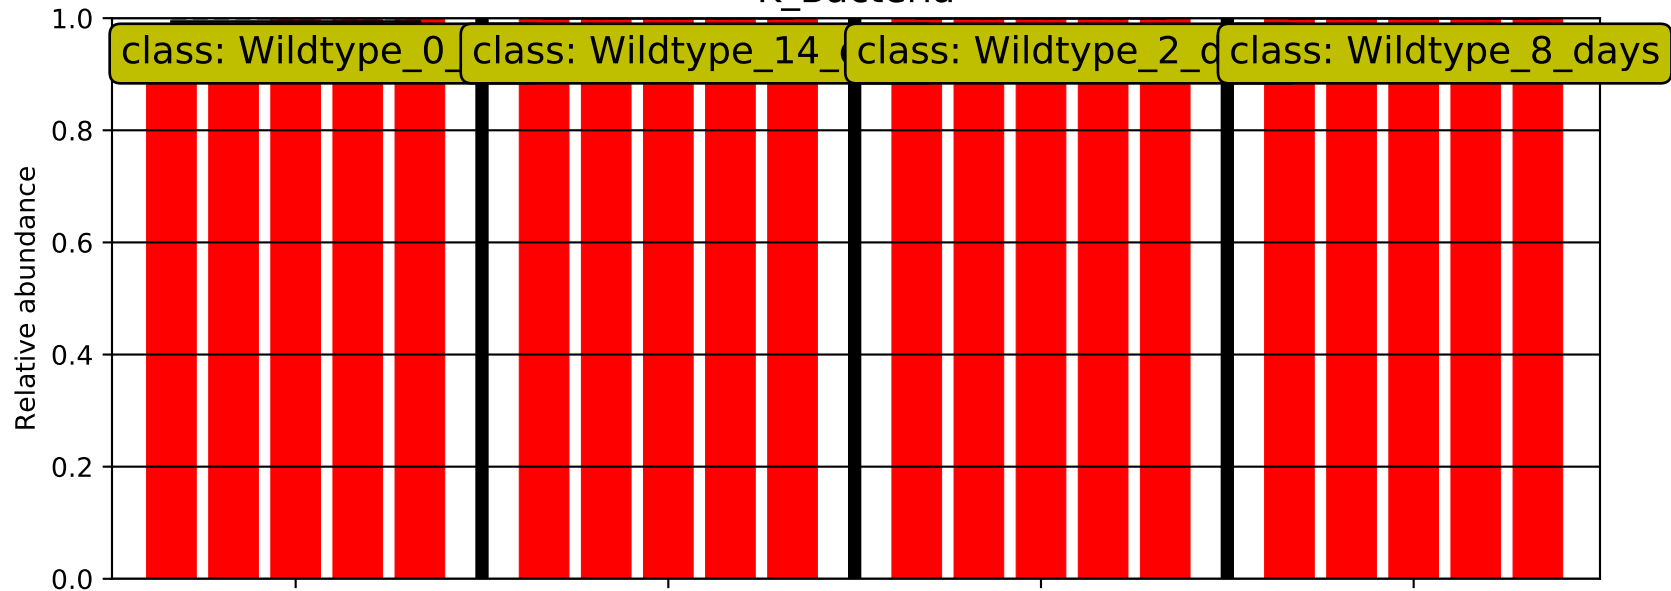 k_Bacteria
1.0
class: Wildtype_0_
class: Wildtype_14_
class: Wildtype_2_d
class: Wildtype_8_days
0.8
0.6
0.4
0.2
0.0
Relative abundance